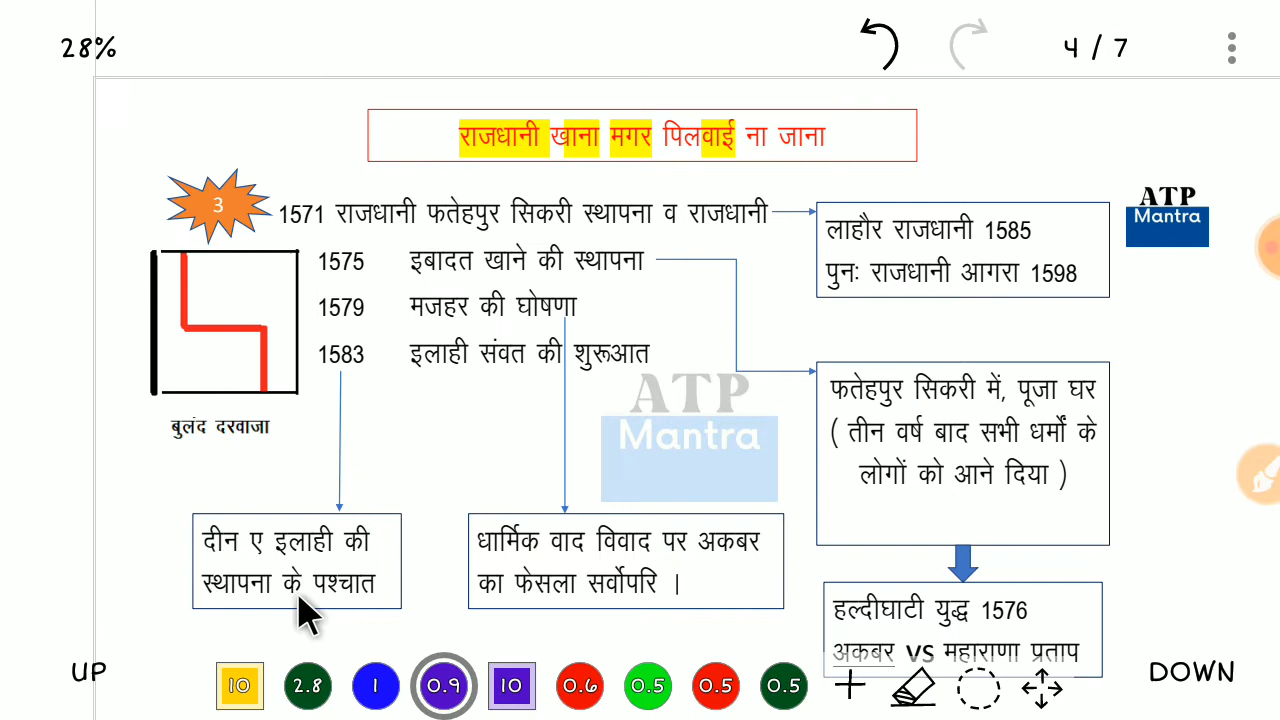 28%
4 / 7
राजधानी खाना मगर पिलवाई ना जाना
3
1571 राजधानी फतेहपुर सिकरी स्थापना व राजधानी
ATP
Mantra
लाहौर राजधानी 1585
पुनः राजधानी आगरा 1598
1575 इबादत खाने की स्थापना
1579 मजहर की घोषणा
1583 इलाही संवत की शुरूआत
बुलंद दरवाजा
ATP
Mantra
फतेहपुर सिकरी में, पूजा घर
( तीन वर्ष बाद सभी धर्मों के
लोगों को आने दिया )
दीन ए इलाही की
स्थापना के पश्चात
धार्मिक वाद विवाद पर अकबर
का फेसला सर्वोपरि ।
हल्दीघाटी युद्ध 1576
अकबर VS महाराणा प्रताप
UP
10
2.8
1
0.9
10
0.6
0.5
0.5
0.5
DOWN